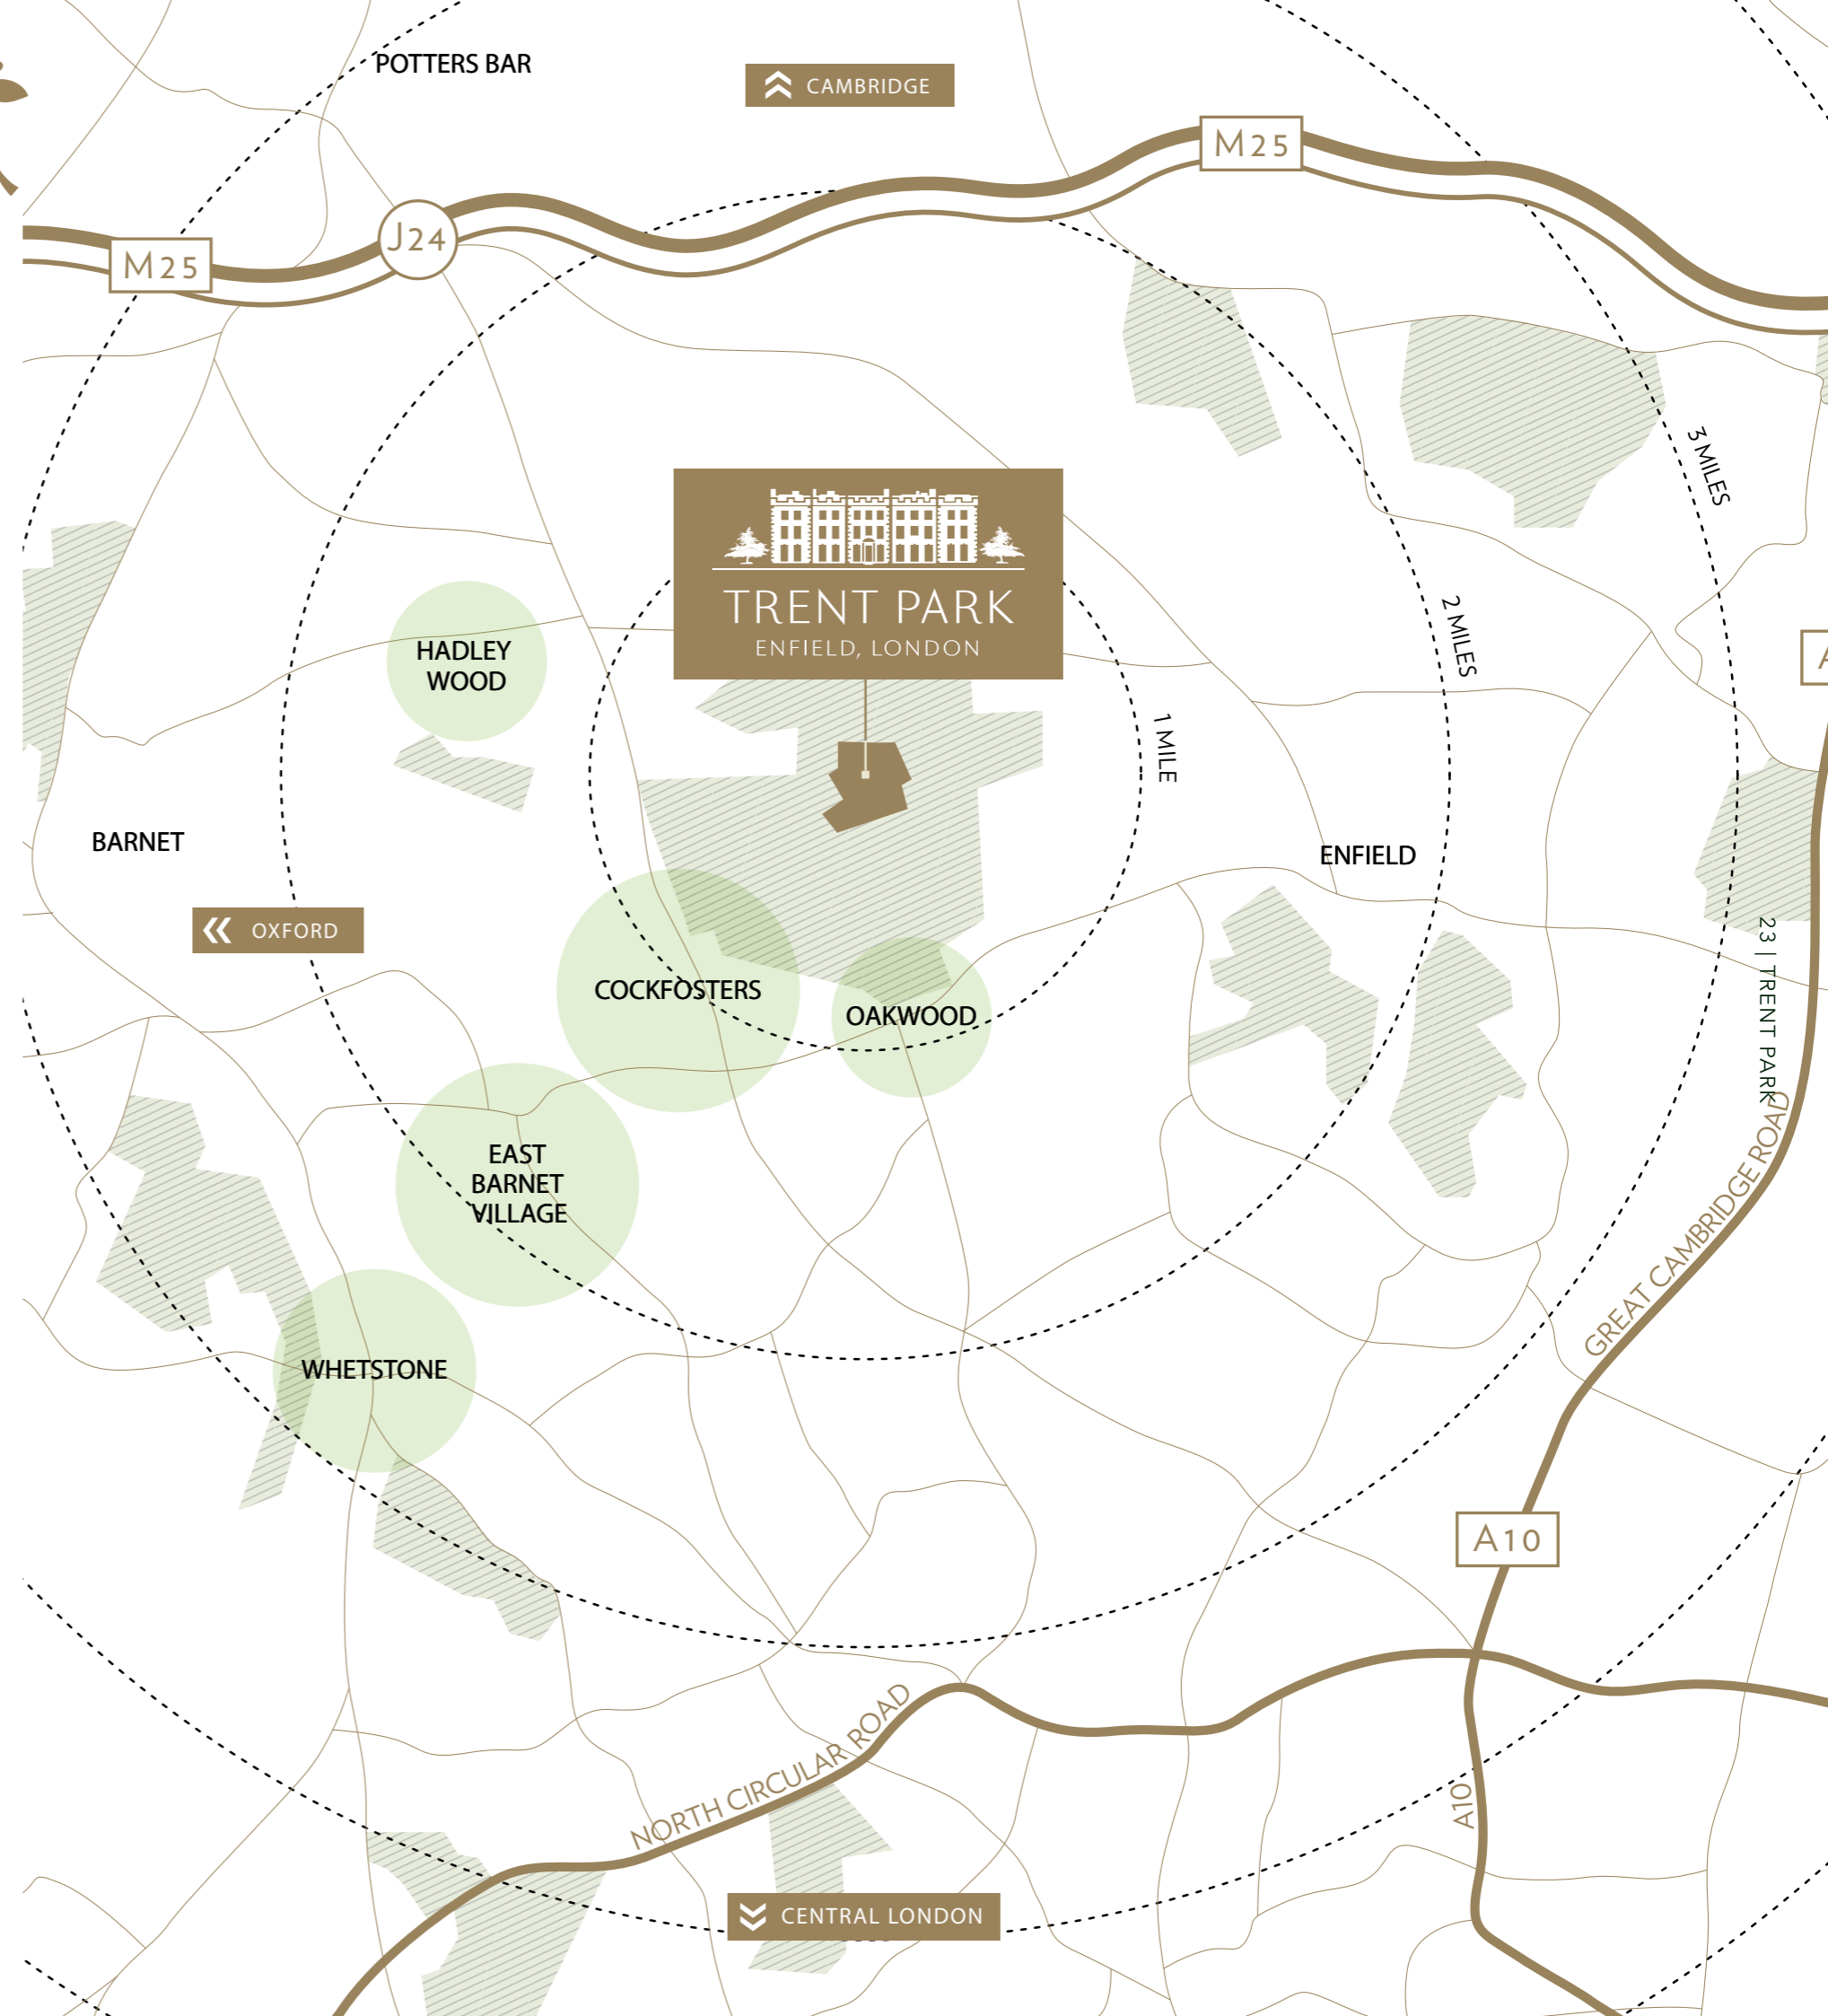 POTTERS BAR
CAMBRIDGE
M25
M25
J24
3 MILES
TRENT PARK
ENFIELD, LONDON
2 MILES
HADLEY
WOOD
1 MILE
BARNET
ENFIELD
OXFORD
23 | TRENT PARK
COCKFOSTERS
OAKWOOD
EAST
BARNET
VILLAGE
GREAT CAMBRIDGE ROAD
WHETSTONE
A10
NORTH CIRCULAR ROAD
A10
CENTRAL LONDON